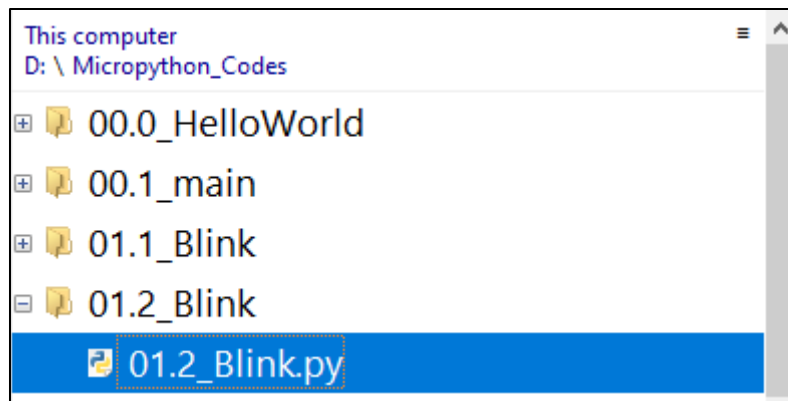 This computer
D: \ Micropython_Codes
00.0_HelloWorld
00.1_main
01.1_Blink
01.2_Blink
01.2_Blink.py